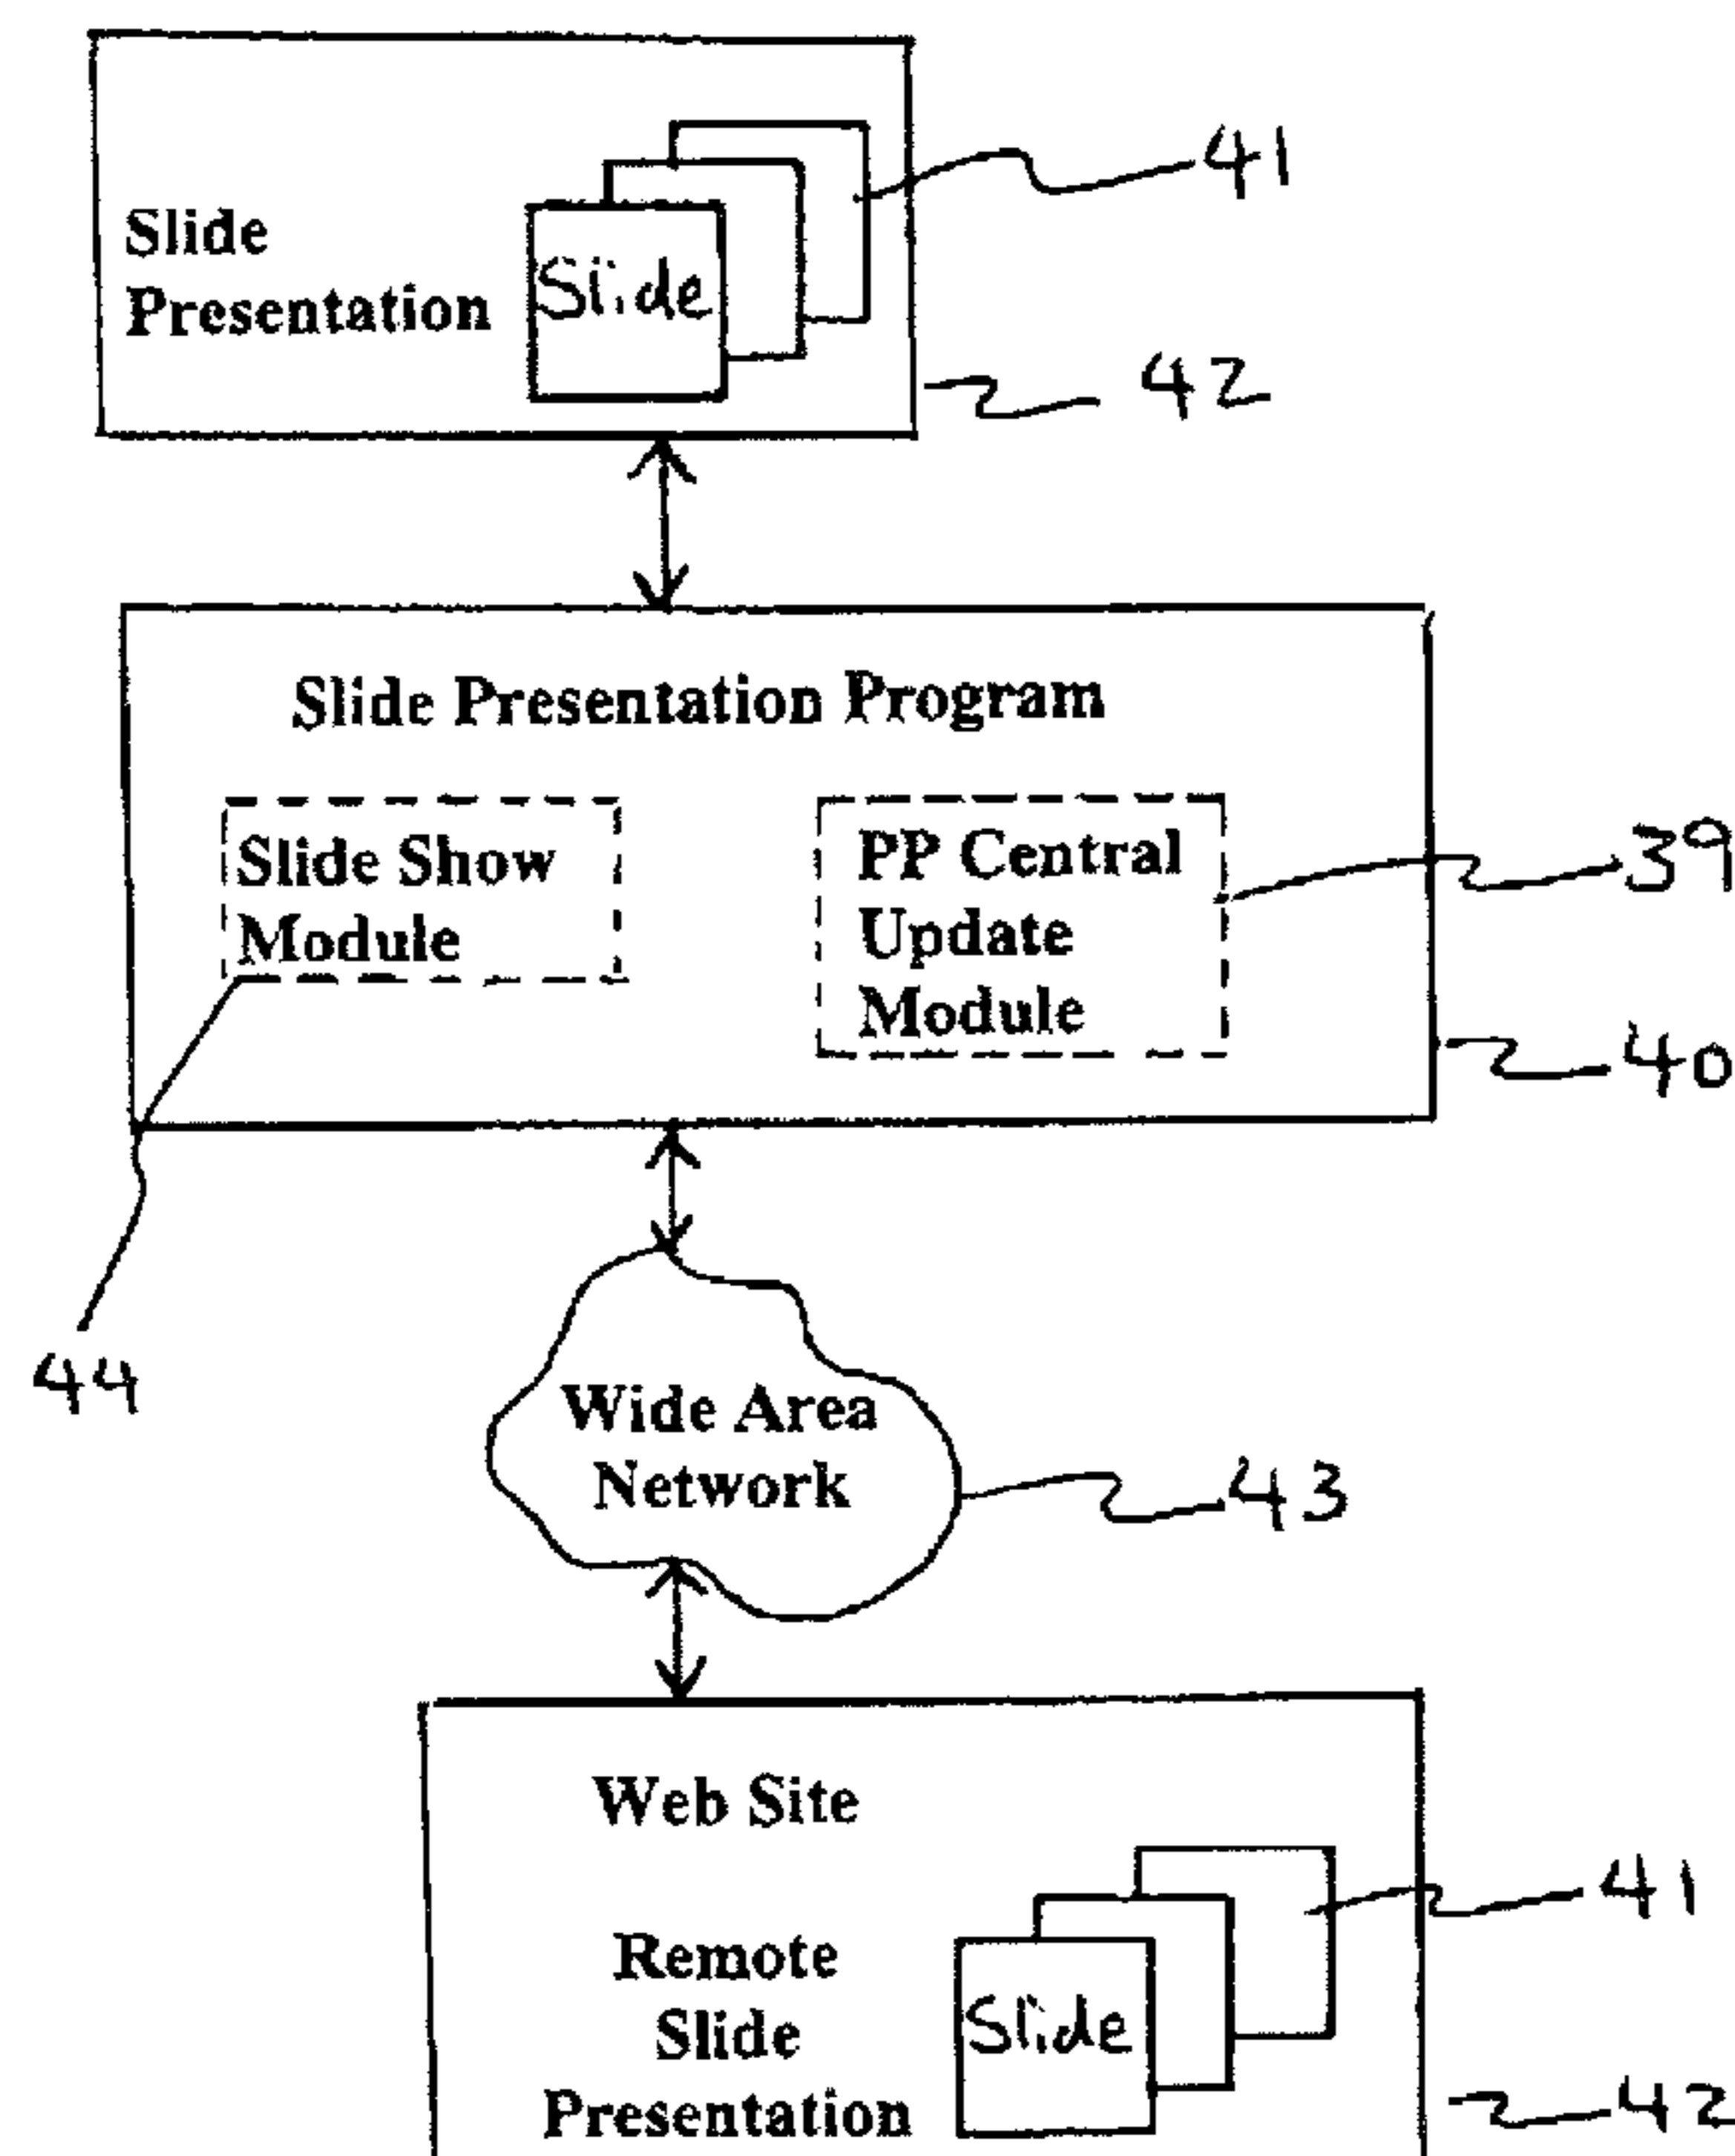 41
Slide
Presentation
Slide
42
Slide Presentation Program
Slide Show
Module
PP Central
Update
Module
39
40
44
Wide Area
Network
43
Web Site
41
Remote
Slide
Presentation
Slide
42